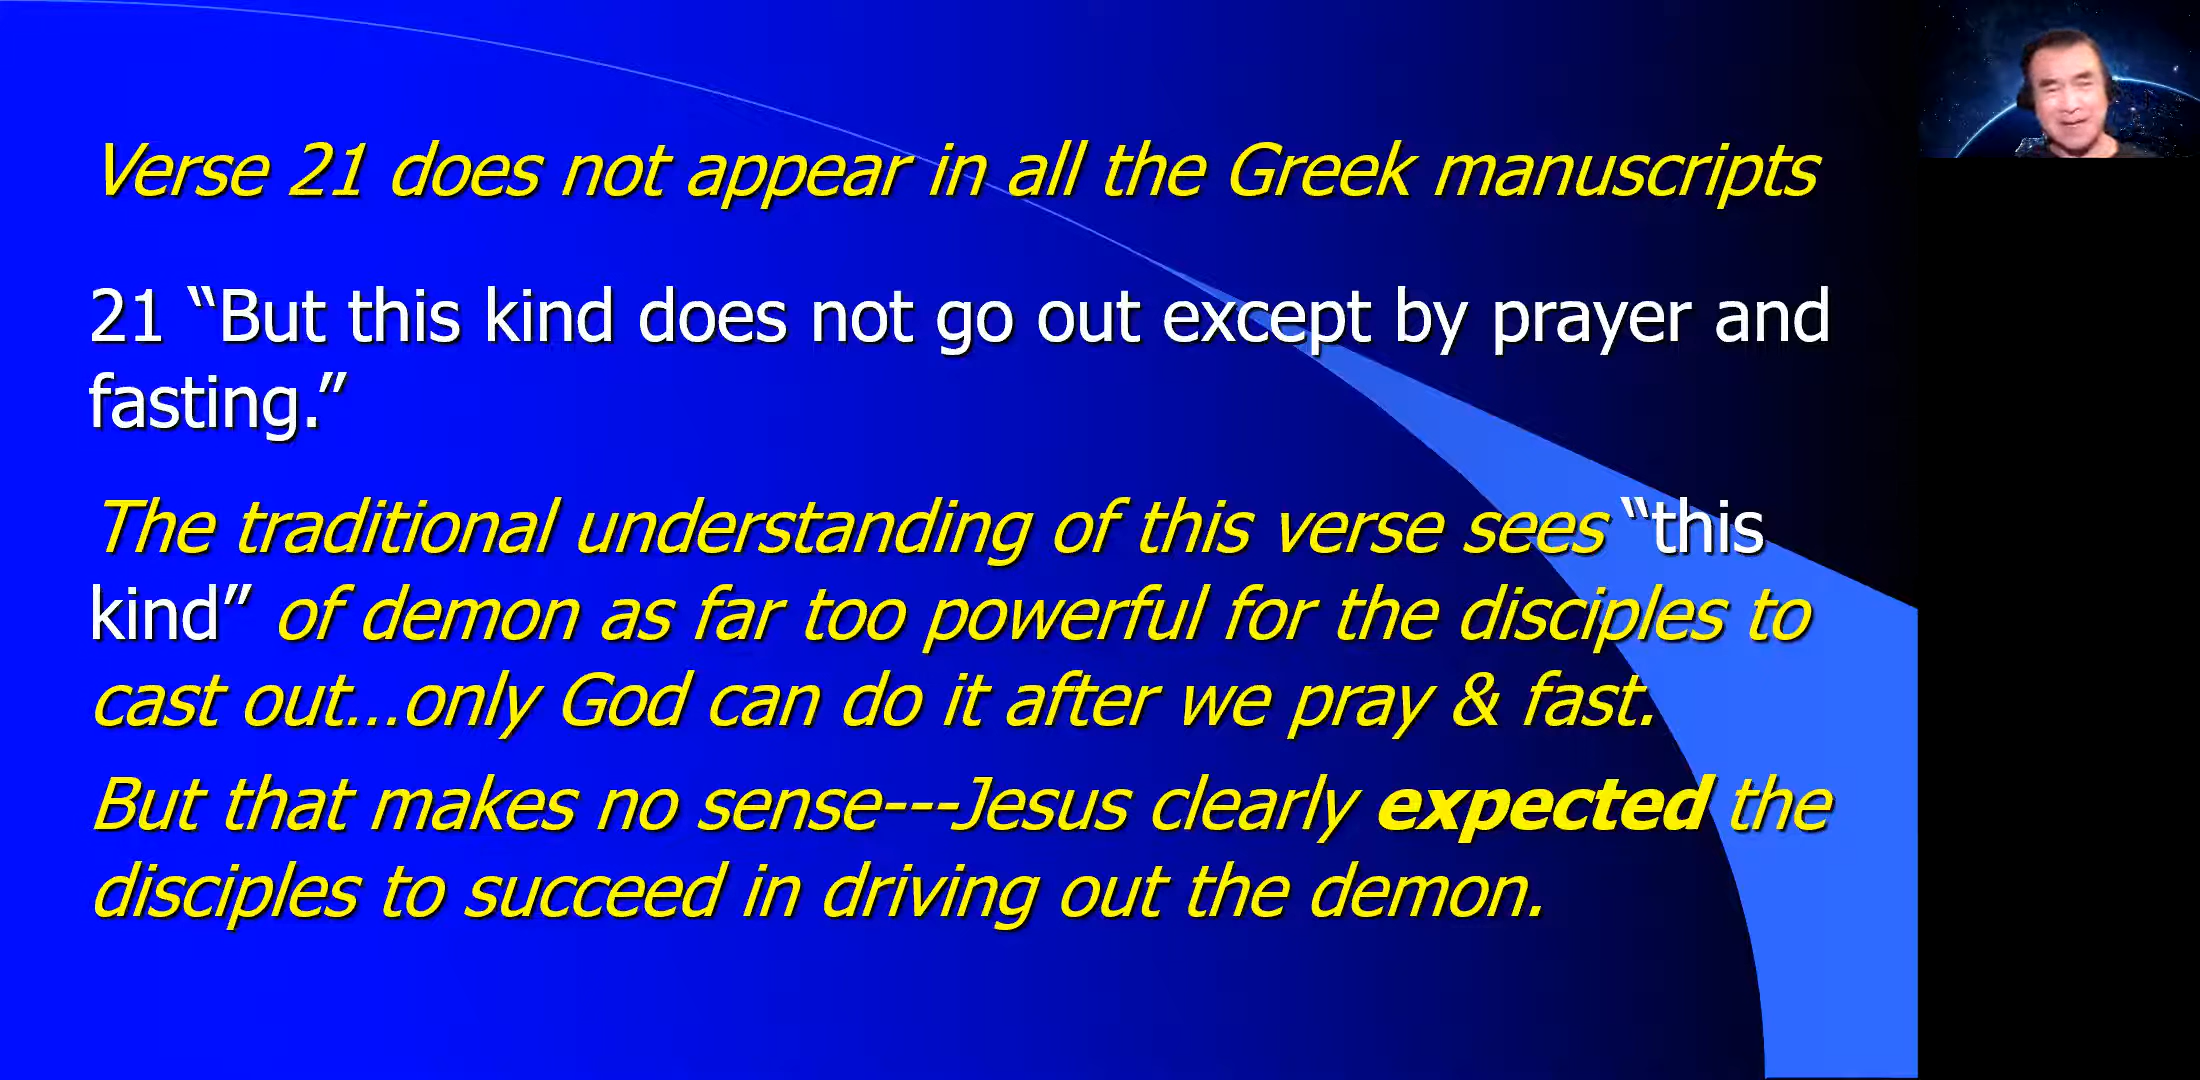 Verse 21 does not appear in all the Greek manuscripts
21 “But this kind does not go out except by prayer and
fasting.”
The traditional understanding of this verse sees “this
kind” of demon as far too powerful for the disciples to
cast out…only God can do it after we pray & fast.
But that makes no sense---Jesus clearly expected the
disciples to succeed in driving out the demon.